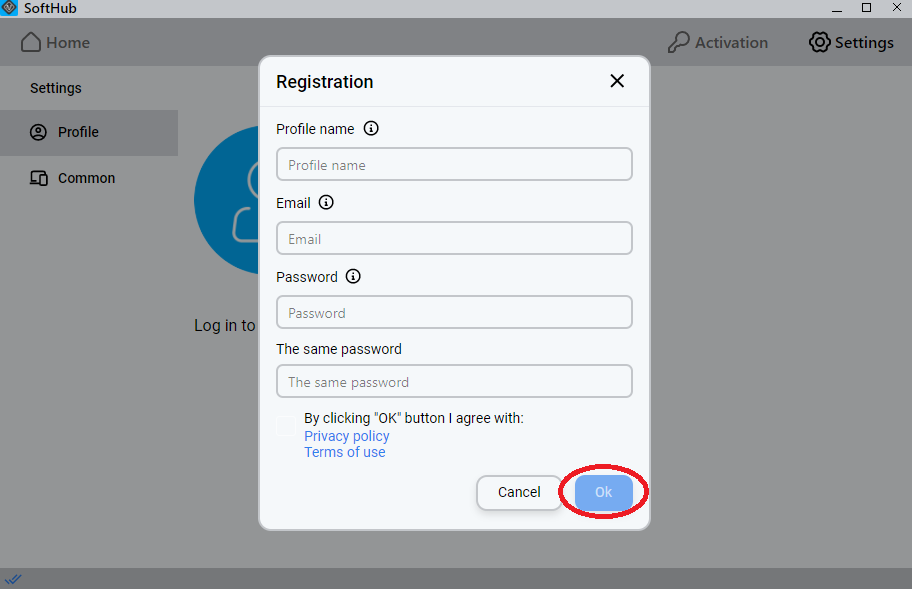 SoftHub
Home
Activation
Settings
Settings
Profile
Common
Log in to
Registration
Profile name
Profile name
Email
Email
Password
Password
The same password
The same password
By clicking "OK" button I agree with:
Privacy policy
Terms of use
Cancel
Ok